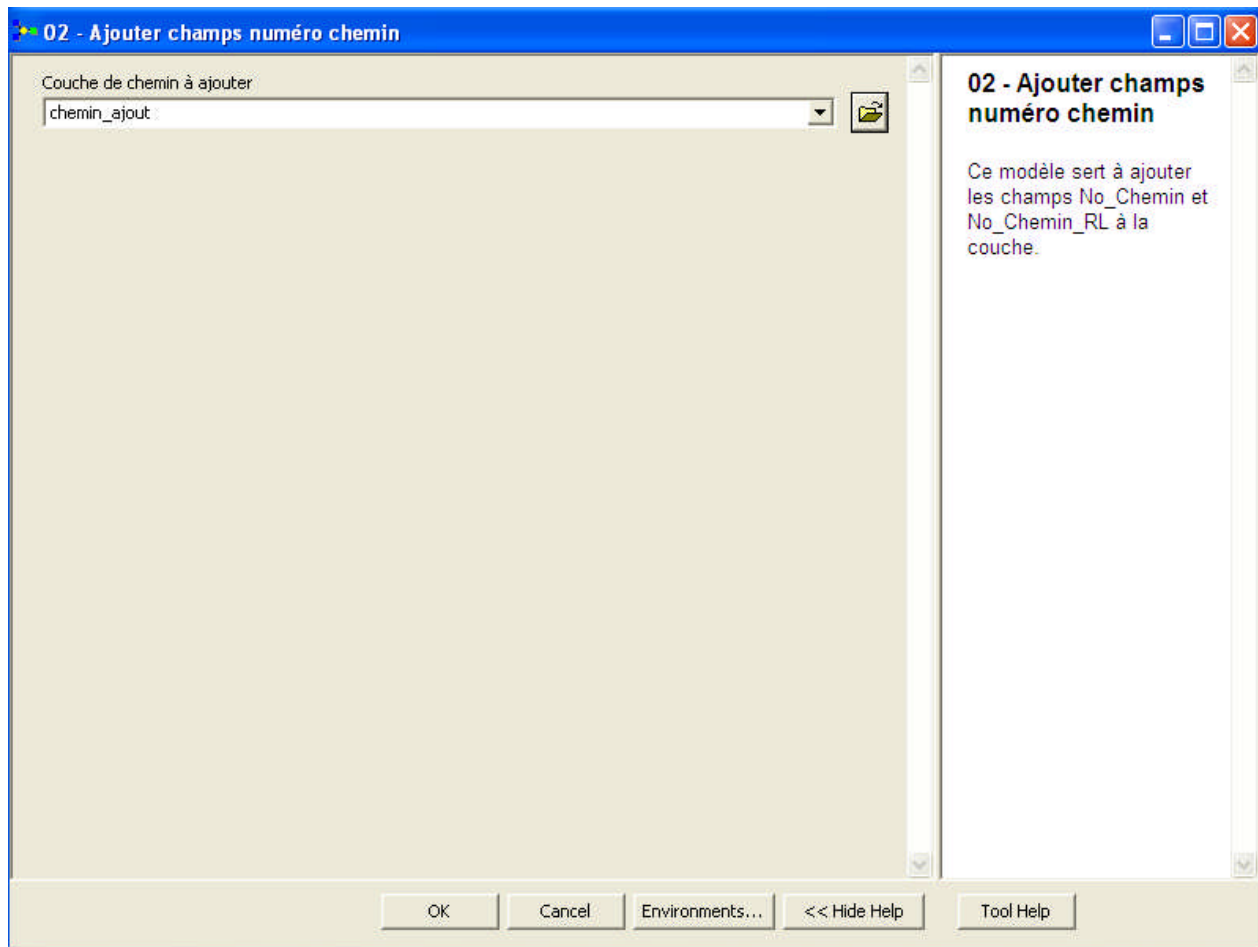 02 - Ajouter champs numéro chemin
Couche de chemin à ajouter
chemin_ajout
02 - Ajouter champs
numéro chemin
Ce modèle sert à ajouter
les champs No_Chemin et
No_Chemin_RL à la
couche.
OK
Cancel
Environments...
<< Hide Help
Tool Help